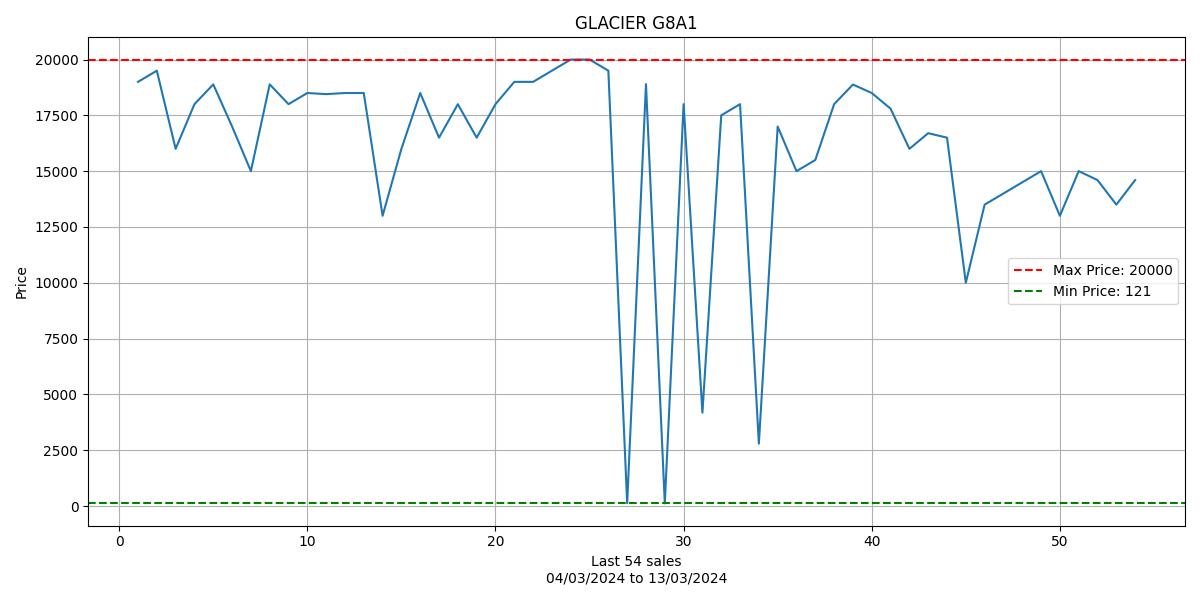 GLACIER G8A1
Price
20000
17500
15000
12500
10000
7500
5000
2500
0
Max Price: 20000
Min Price: 121
0 10 20 30 40 50
Last 54 sales
04/03/2024 to 13/03/2024